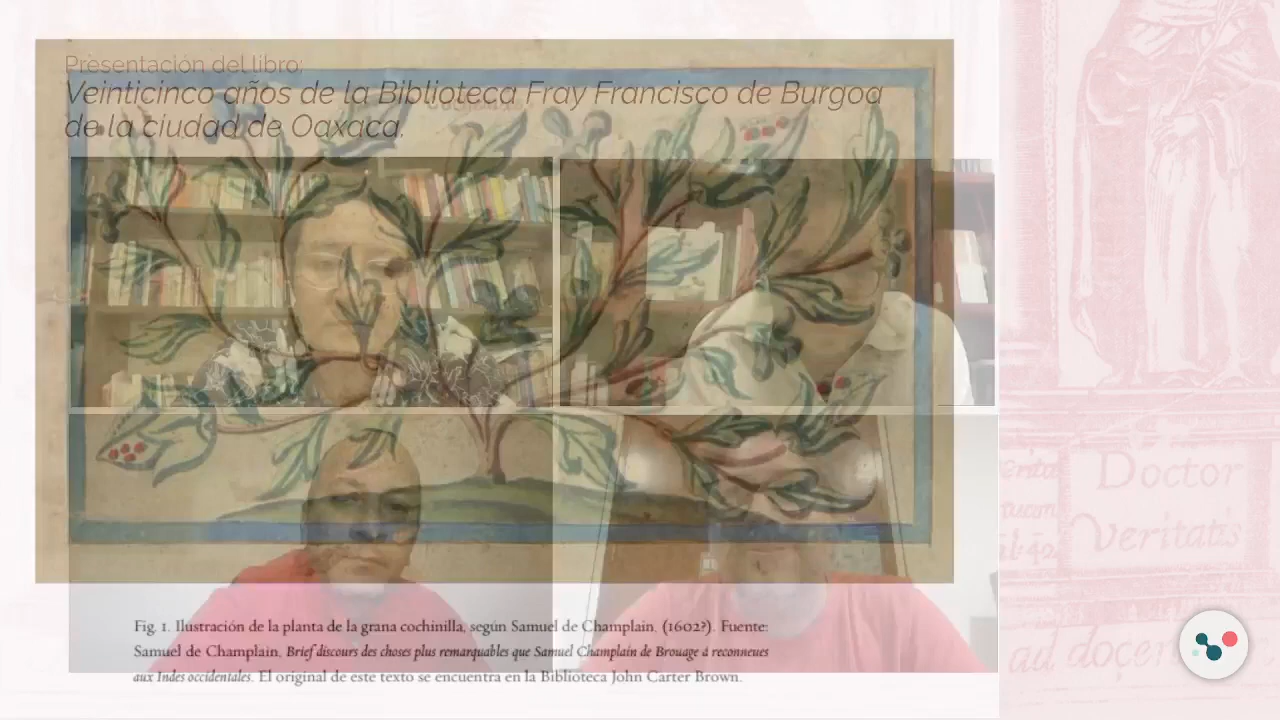 Presentación del libro:
Veinticinco años de la Biblioteca Fray Francisco de Burgoa
de la ciudad de Oaxaca.
Doctor
Veritatis
Fig. 1. Ilustración de la planta de la grana cochinilla, según Samuel de Champlain. (1602?). Fuente:
Samuel de Champlain, Brief discours des choses plus remarquables que Samuel Champlain de Brouage á reconneues
aux Indes occidentales. El original de este texto se encuentra en la Biblioteca John Carter Brown.